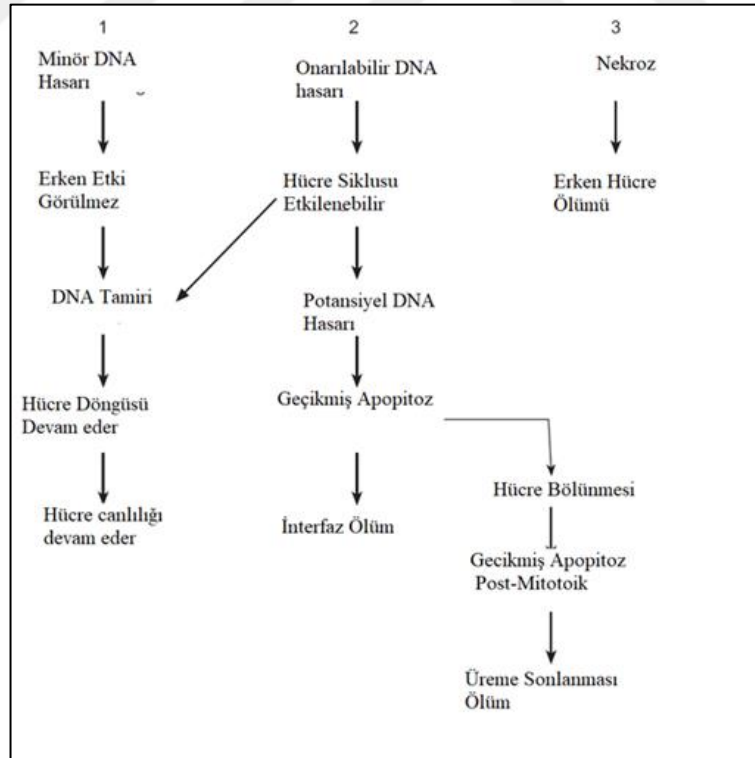 1
Minör DNA
Hasarı
Erken Etki
Görülmez
DNA Tamiri
Hücre Döngüsü
Devam eder
Hücre canlılığı
devam eder
2
Onarılabilir DNA
hasarı
Hücre Siklusu
Etkilenebilir
Potansiyel DNA
Hasarı
Geçikmiş Apopitoz
İnterfaz Ölüm
3
Nekroz
Erken Hücre
Ölümü
Hücre Bölünmesi
Gecikmiş Apopitoz
Post-Mitotoik
Üreme Sonlanması
Ölüm